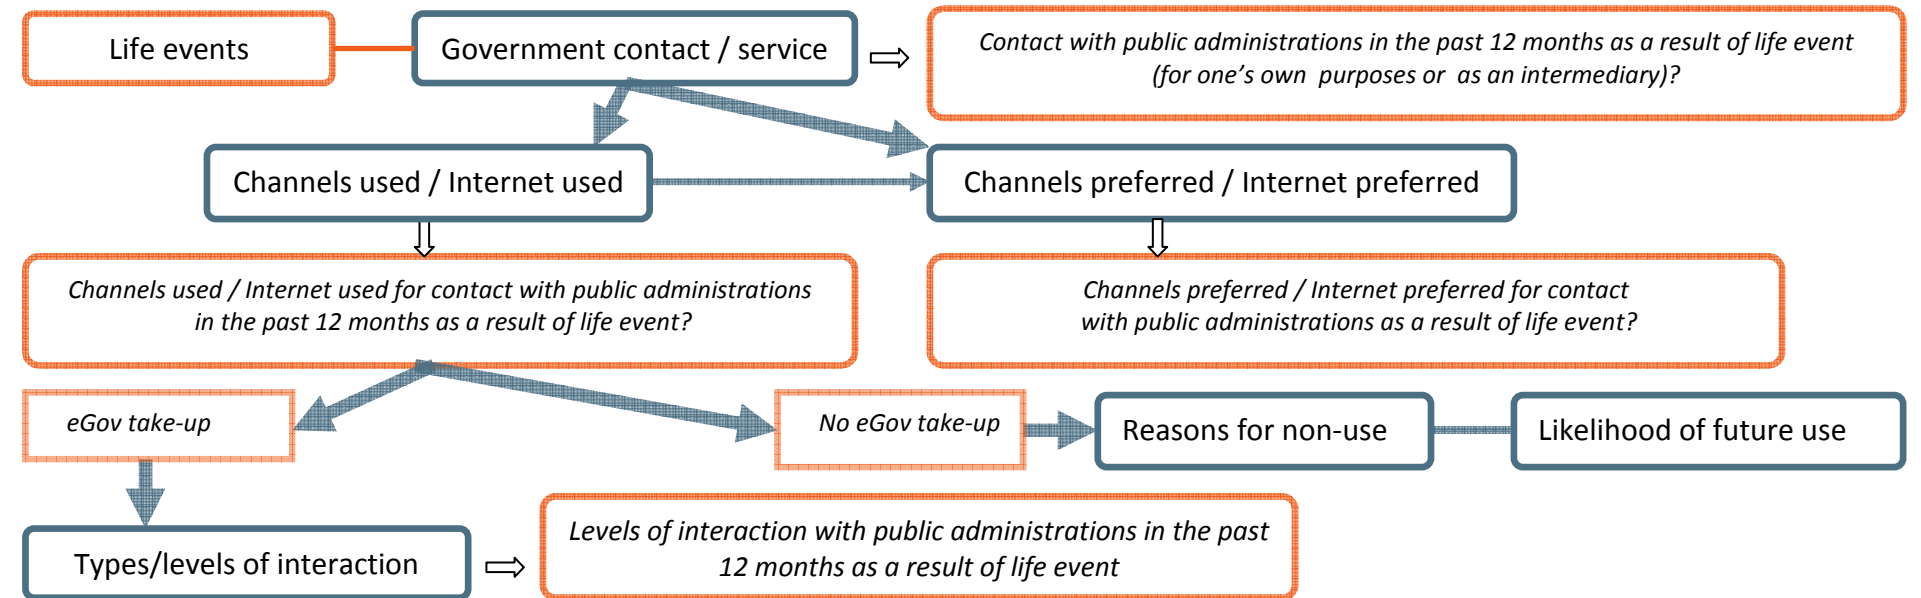 Life events
Government contact / service
Contact with public administrations in the past 12 months as a result of life event
(for one's own purposes or as an intermediary)?
Channels used / Internet used
Channels preferred / Internet preferred
Channels used / Internet used for contact with public administrations
in the past 12 months as a result of life event?
Channels preferred / Internet preferred for contact
with public administrations as a result of life event?
eGov take-up
No eGov take-up
Reasons for non-use
Likelihood of future use
Types/levels of interaction
Levels of interaction with public administrations in the past
12 months as a result of life event